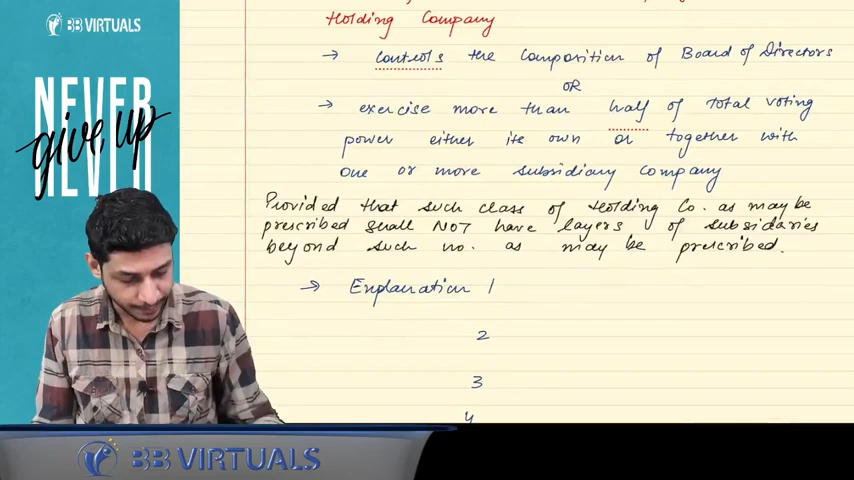 BB VIRTUALS
NEVER
give up
NEVER
Holding Company
→ Controls the Composition of Board of Directors
OR
→ exercise more than half of total voting
power either its own or together with
one or more subsidiary Company
Provided that such class of Holding Co. as may be
prescribed shall NOT have layers of subsidaries
beyond such no. as may be prescribed.
→ Explanation 1
2
3
4
BB VIRTUALS